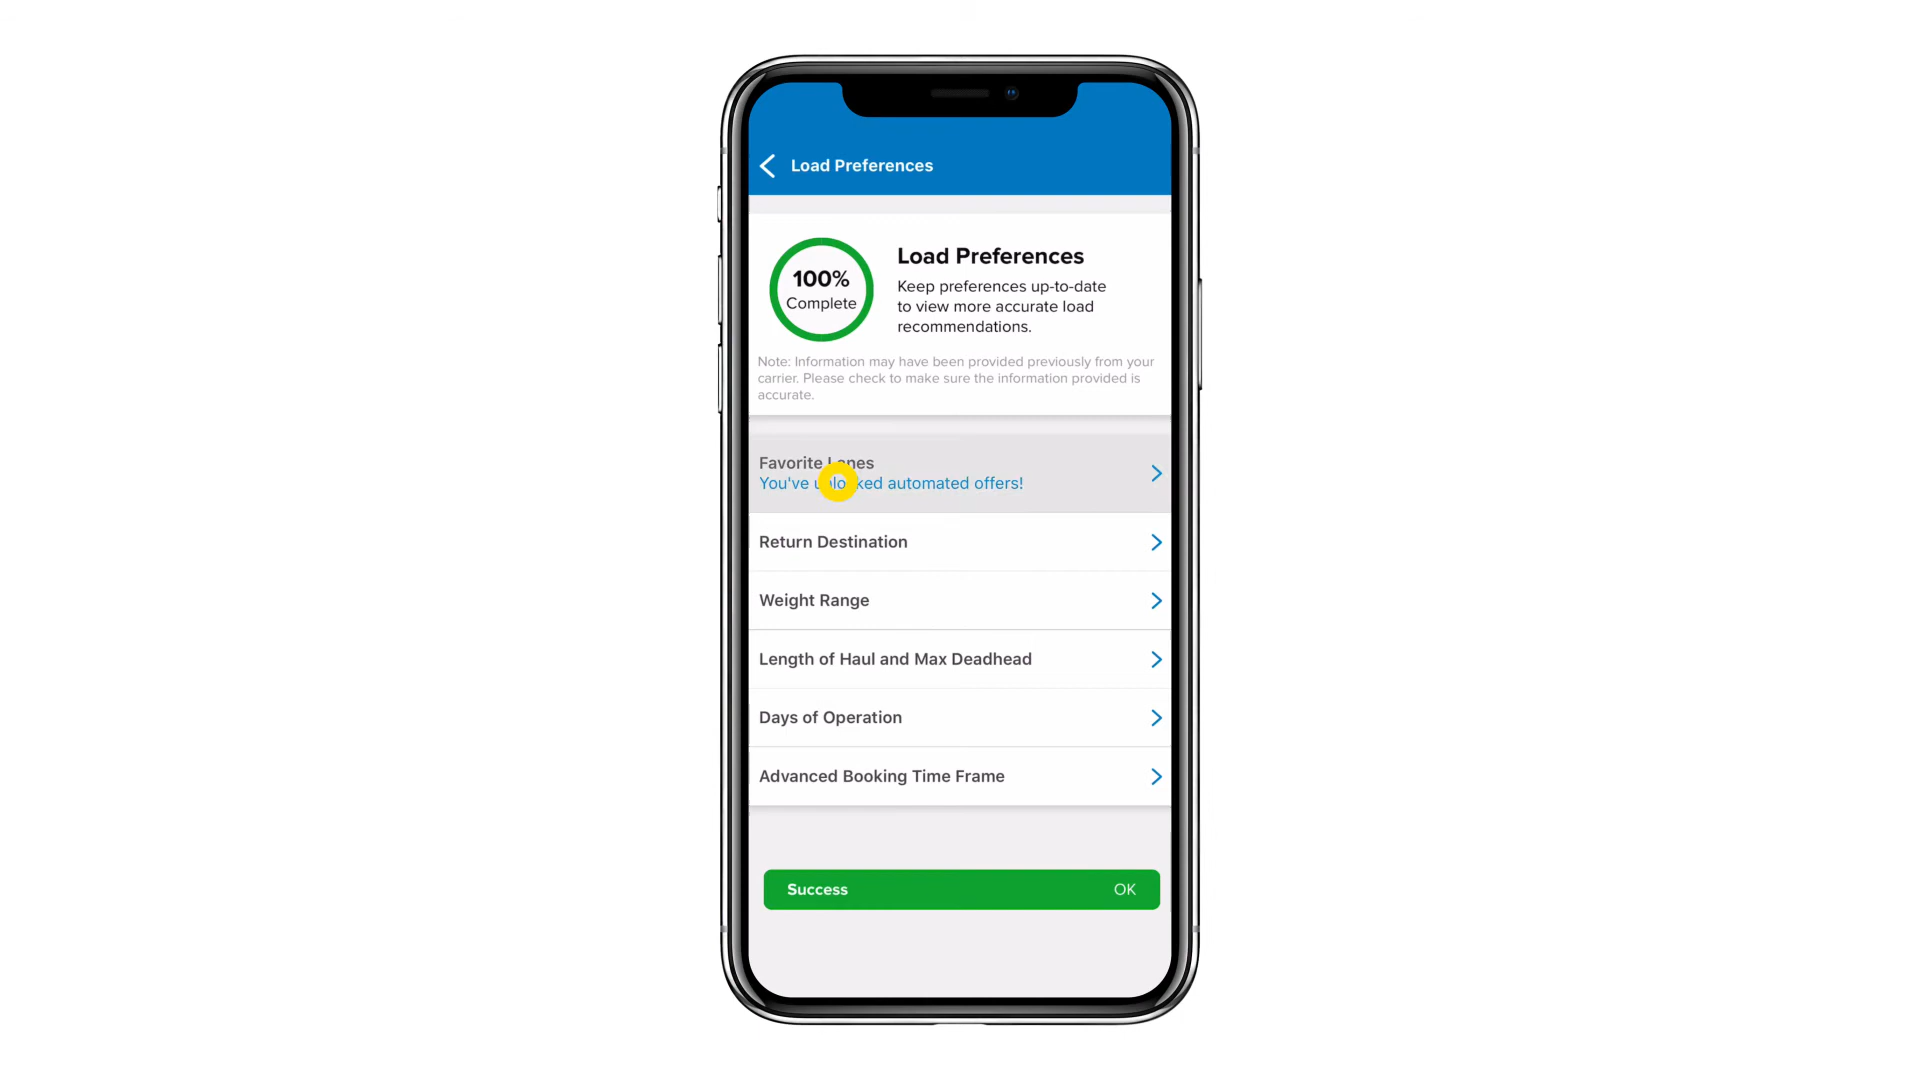 Load Preferences
100%
Complete
Load Preferences
Keep preferences up-to-date
to view more accurate load
recommendations.
Note: Information may have been provided previously from your
carrier. Please check to make sure the information provided is
accurate.
Favorite Lanes
You've unlocked automated offers!
Return Destination
Weight Range
Length of Haul and Max Deadhead
Days of Operation
Advanced Booking Time Frame
Success OK